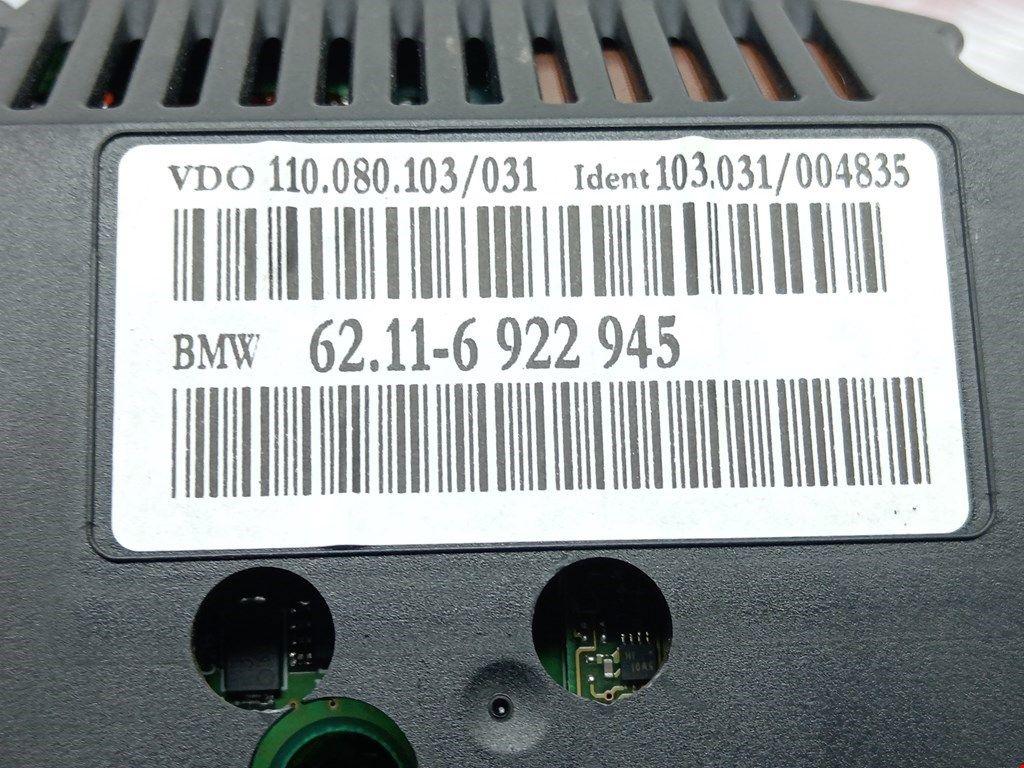 VDO 110.080.103/031 Ident 103.031/004835
BMW 62.11-6 922 945